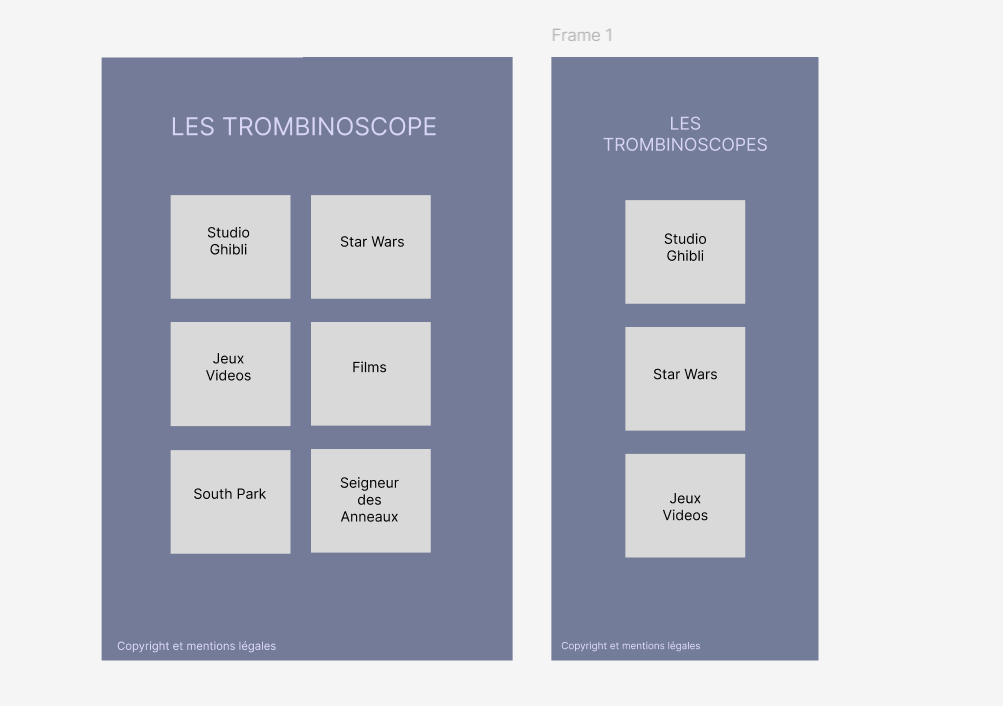 Frame 1
LES TROMBINOSCOPE
Studio
Ghibli
Star Wars
Jeux
Videos
Films
South Park
Seigneur
des
Anneaux
Copyright et mentions légales
LES
TROMBINOSCOPES
Studio
Ghibli
Star Wars
Jeux
Videos
Copyright et mentions légales